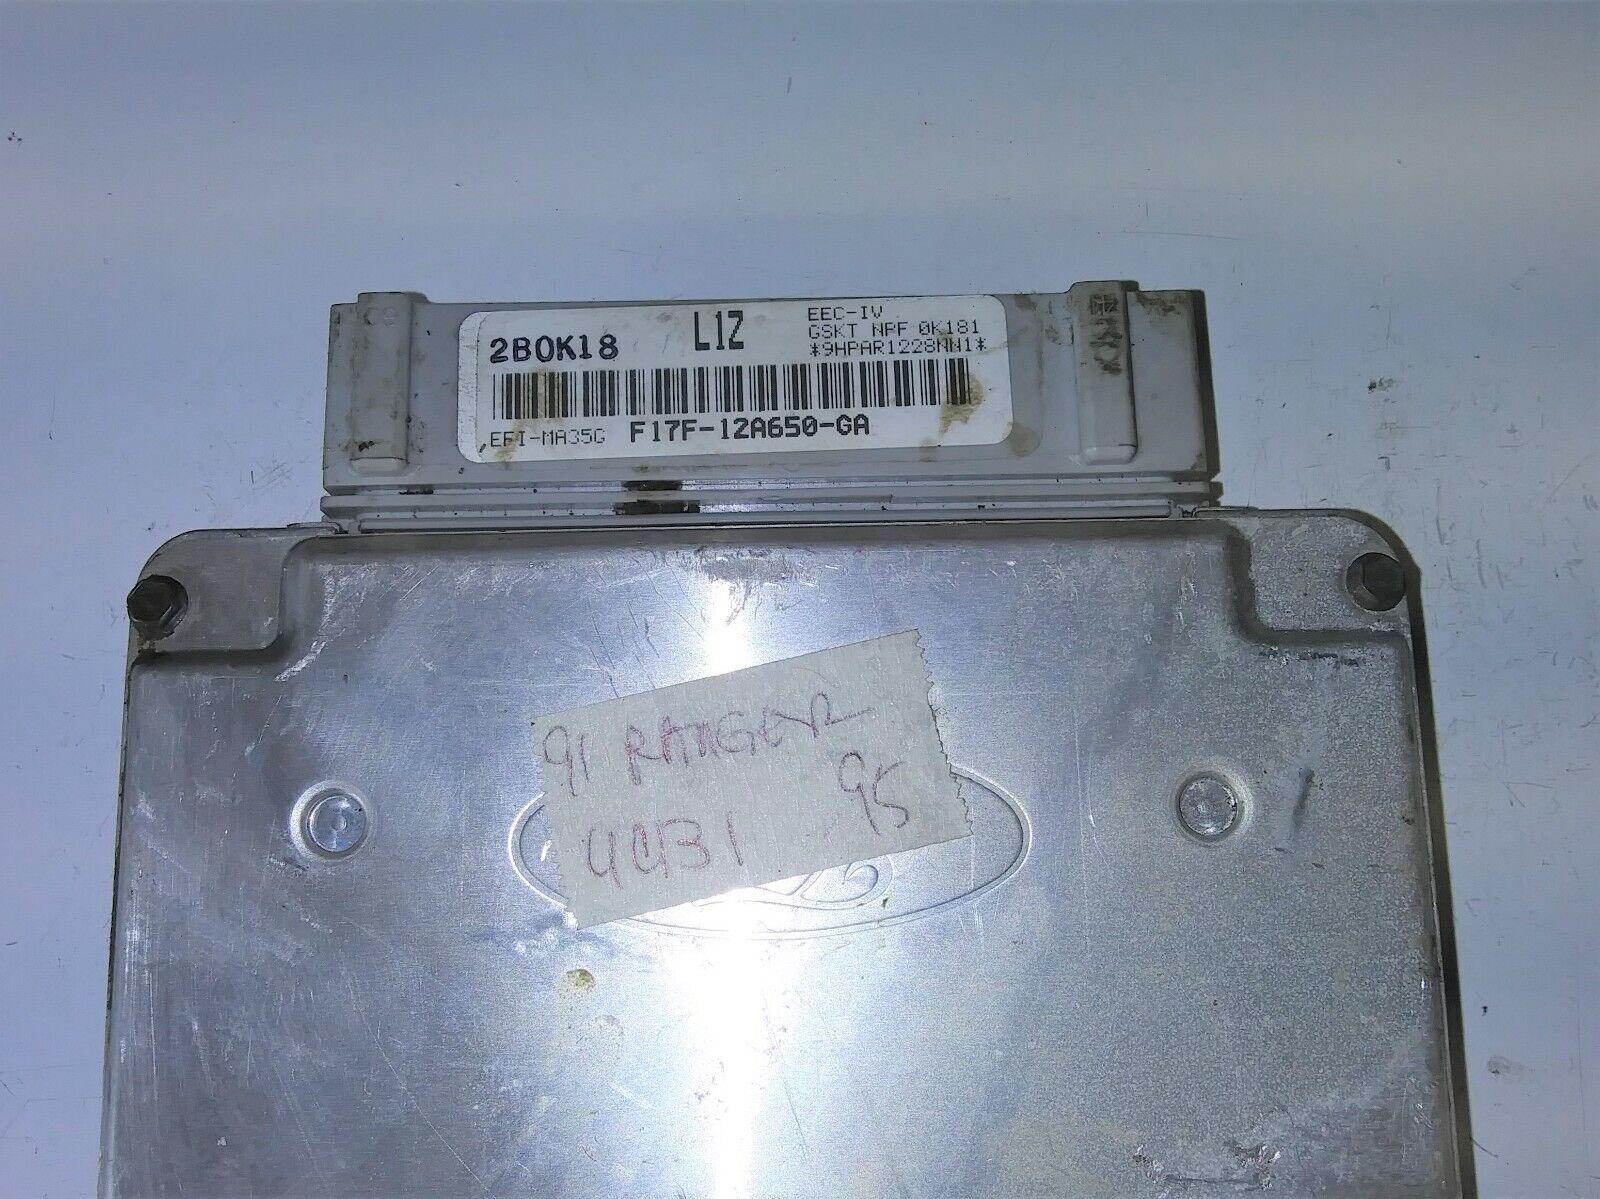 2B0K18 L1Z EEC-IV
GSKT NPF 0K181
*9HPAR1228NN1*
EFI-MA35G F17F-12A650-GA
91 RANGER
4431 95